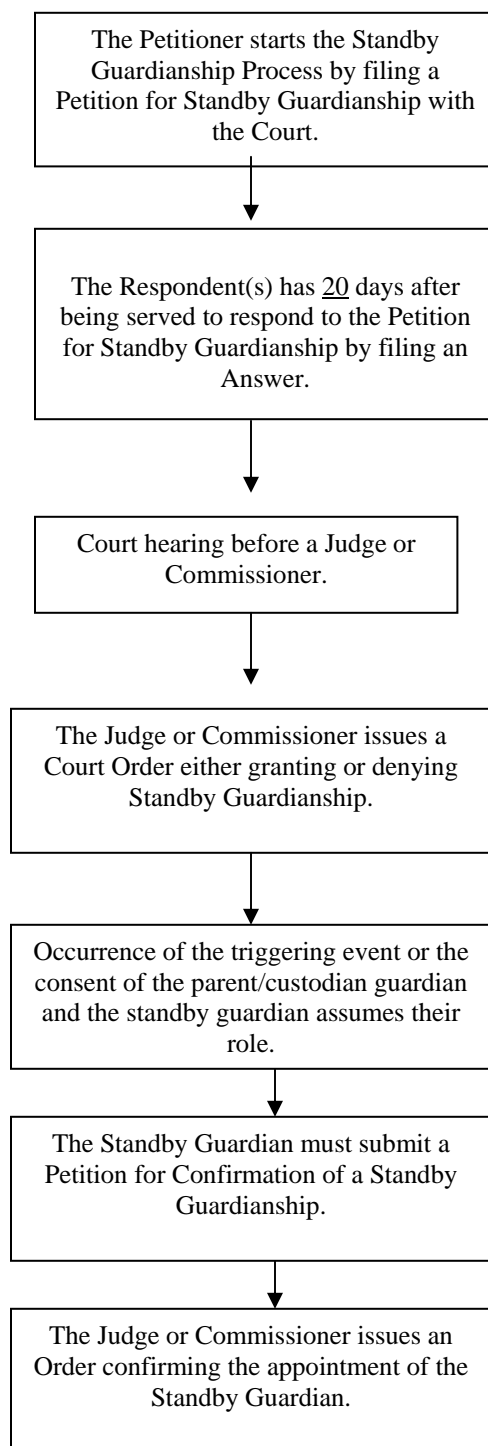 The Petitioner starts the Standby
Guardianship Process by filing a
Petition for Standby Guardianship with
the Court.
The Respondent(s) has 20 days after
being served to respond to the Petition
for Standby Guardianship by filing an
Answer.
Court hearing before a Judge or
Commissioner.
The Judge or Commissioner issues a
Court Order either granting or denying
Standby Guardianship.
Occurrence of the triggering event or the
consent of the parent/custodian guardian
and the standby guardian assumes their
role.
The Standby Guardian must submit a
Petition for Confirmation of a Standby
Guardianship.
The Judge or Commissioner issues an
Order confirming the appointment of the
Standby Guardian.